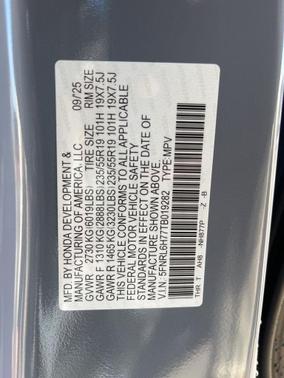 MFD. BY HONDA DEVELOPMENT & 09/25
MANUFACTURING OF AMERICA, LLC
GVWR 2730 KG(6019LBS) TIRE SIZE RIM SIZE
GAWR F 1310 KG(2888LBS) 235/55R19 101H 19X7.5J
GAWR R 1465 KG(3230LBS) 235/55R19 101H 19X7.5J
THIS VEHICLE CONFORMS TO ALL APPLICABLE
FEDERAL MOTOR VEHICLE SAFETY STANDARDS
IN EFFECT ON THE DATE OF
MANUFACTURE SHOWN ABOVE.
5FNRL6H77TB019282 TYPE:MPV
THR T AHB -NH877P -Z -B